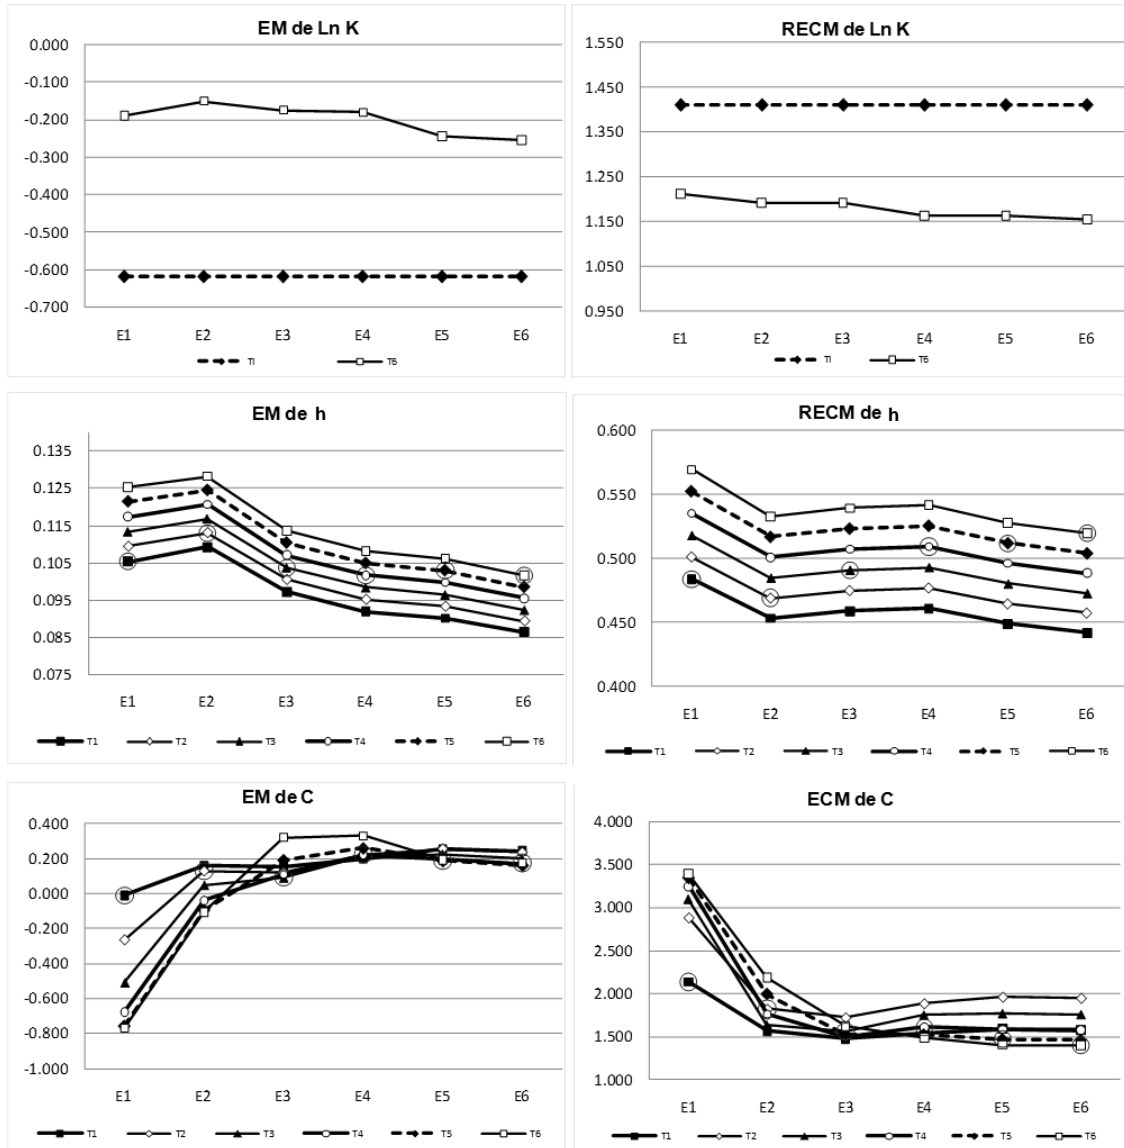 EM de Ln K
0.000
-0.100
-0.200
-0.300
-0.400
-0.500
-0.600
-0.700
E1 E2 E3 E4 E5 E6
TI T6
RECM de Ln K
1.550
1.450
1.350
1.250
1.150
1.050
0.950
E1 E2 E3 E4 E5 E6
TI T6
EM de h
0.135
0.125
0.115
0.105
0.095
0.085
0.075
E1 E2 E3 E4 E5 E6
T1 T2 T3 T4 T5 T6
RECM de h
0.600
0.550
0.500
0.450
0.400
E1 E2 E3 E4 E5 E6
T1 T2 T3 T4 T5 T6
EM de C
0.400
0.200
0.000
-0.200
-0.400
-0.600
-0.800
-1.000
E1 E2 E3 E4 E5 E6
T1 T2 T3 T4 T5 T6
ECM de C
4.000
3.500
3.000
2.500
2.000
1.500
1.000
E1 E2 E3 E4 E5 E6
T1 T2 T3 T4 T5 T6